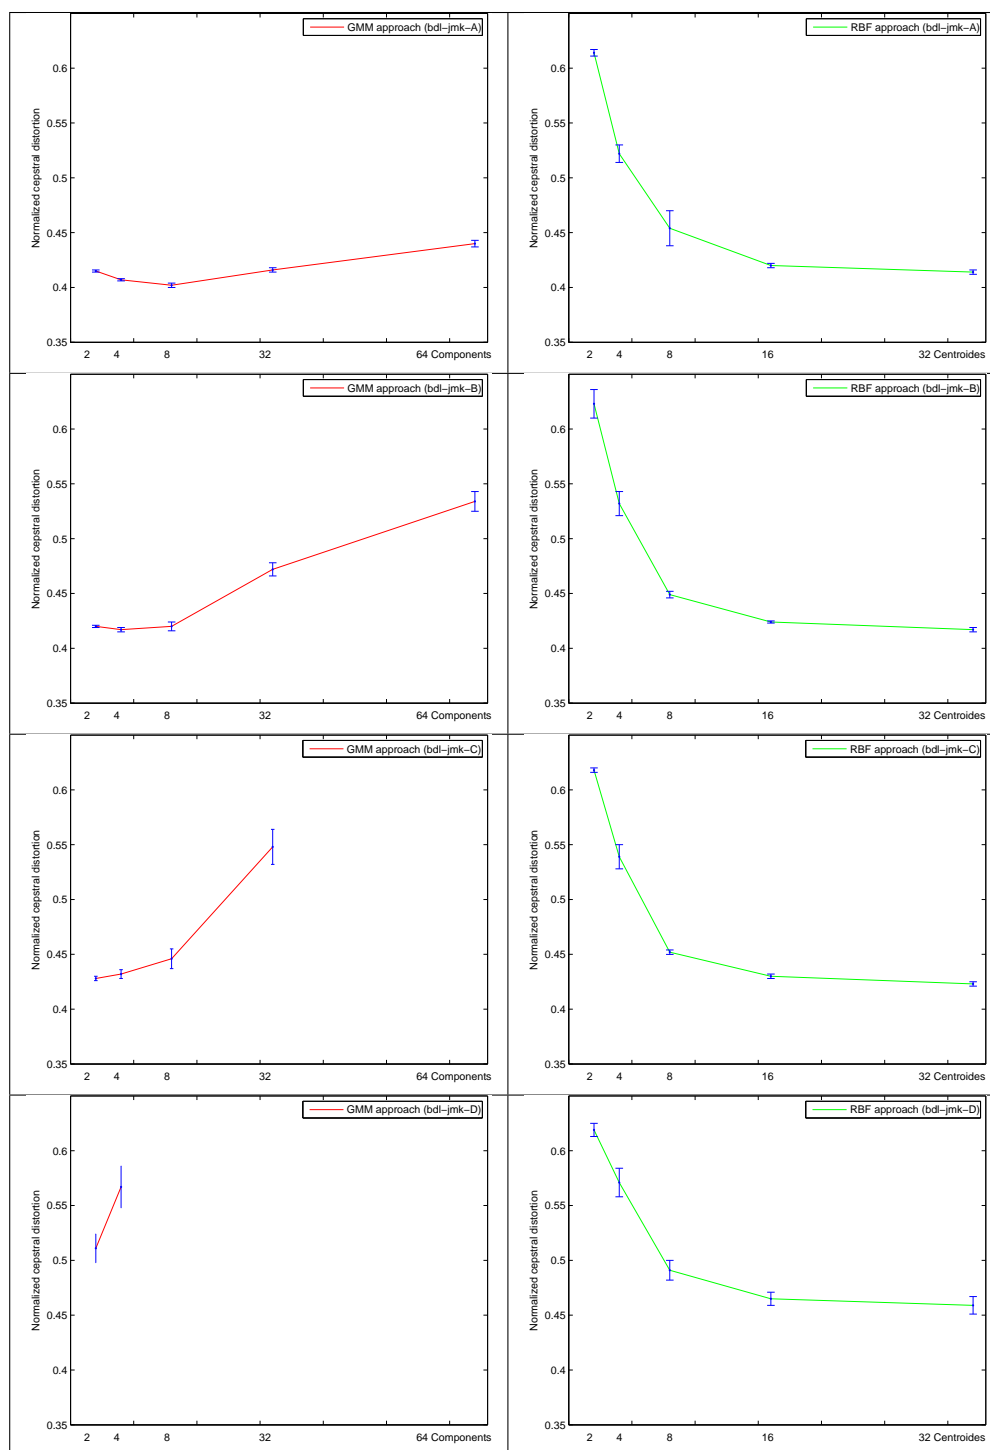 GMM approach (bdl−jmk−A)
0.6
0.55
0.5
0.45
0.4
0.35
Normalized cepstral distortion
2 4 8 32 64 Components
RBF approach (bdl−jmk−A)
0.6
0.55
0.5
0.45
0.4
0.35
Normalized cepstral distortion
2 4 8 16 32 Centroides
GMM approach (bdl−jmk−B)
0.6
0.55
0.5
0.45
0.4
0.35
Normalized cepstral distortion
2 4 8 32 64 Components
RBF approach (bdl−jmk−B)
0.6
0.55
0.5
0.45
0.4
0.35
Normalized cepstral distortion
2 4 8 16 32 Centroides
GMM approach (bdl−jmk−C)
0.6
0.55
0.5
0.45
0.4
0.35
Normalized cepstral distortion
2 4 8 32 64 Components
RBF approach (bdl−jmk−C)
0.6
0.55
0.5
0.45
0.4
0.35
Normalized cepstral distortion
2 4 8 16 32 Centroides
GMM approach (bdl−jmk−D)
0.6
0.55
0.5
0.45
0.4
0.35
Normalized cepstral distortion
2 4 8 32 64 Components
RBF approach (bdl−jmk−D)
0.6
0.55
0.5
0.45
0.4
0.35
Normalized cepstral distortion
2 4 8 16 32 Centroides